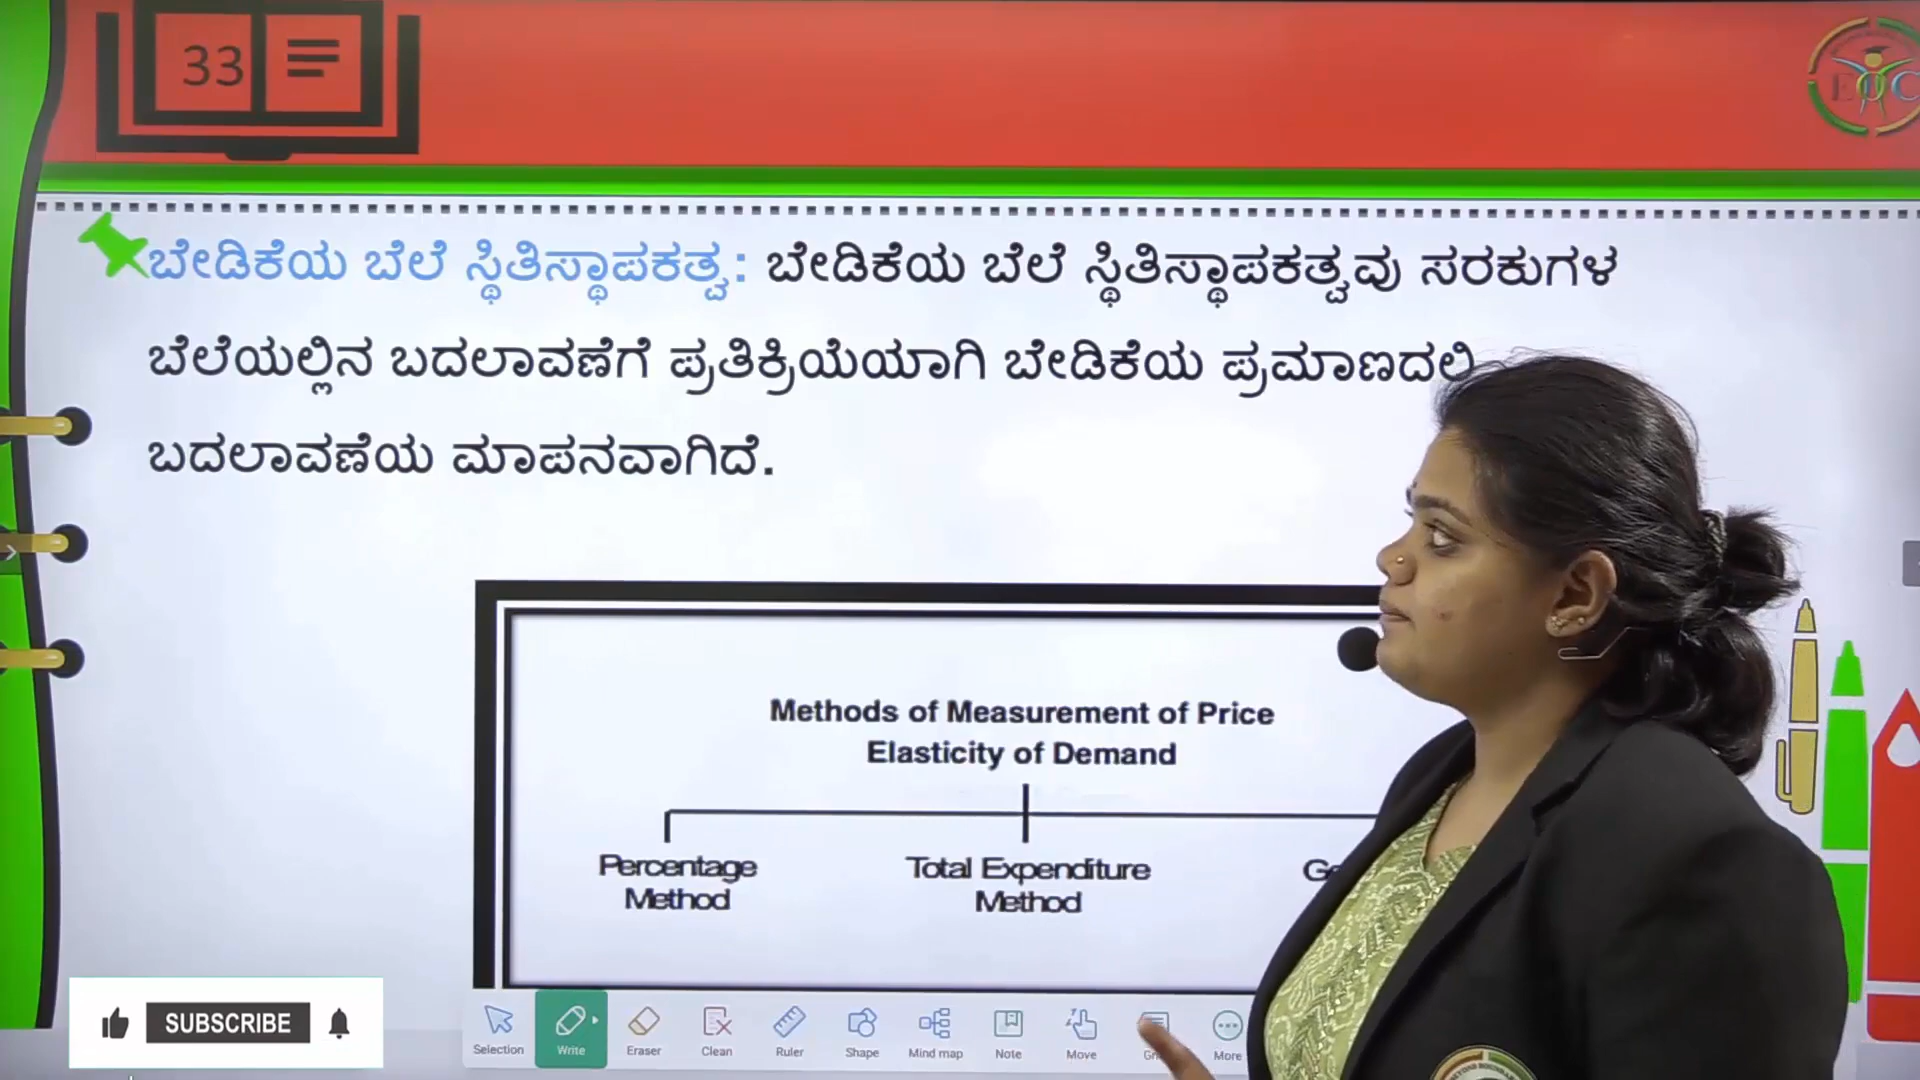 33
EOC
ಬೇಡಿಕೆಯ ಬೆಲೆ ಸ್ಥಿತಿಸ್ಥಾಪಕತ್ವ: ಬೇಡಿಕೆಯ ಬೆಲೆ ಸ್ಥಿತಿಸ್ಥಾಪಕತ್ವವು ಸರಕುಗಳ
ಬೆಲೆಯಲ್ಲಿನ ಬದಲಾವಣೆಗೆ ಪ್ರತಿಕ್ರಿಯೆಯಾಗಿ ಬೇಡಿಕೆಯ
ಬದಲಾವಣೆಯ ಮಾಪನವಾಗಿದೆ.
Methods of Measurement of Price
Elasticity of Demand
Percentage
Method
Total Expenditure
Method
SUBSCRIBE
Selection Write Eraser Clean Ruler Shape Mind map Note Move More